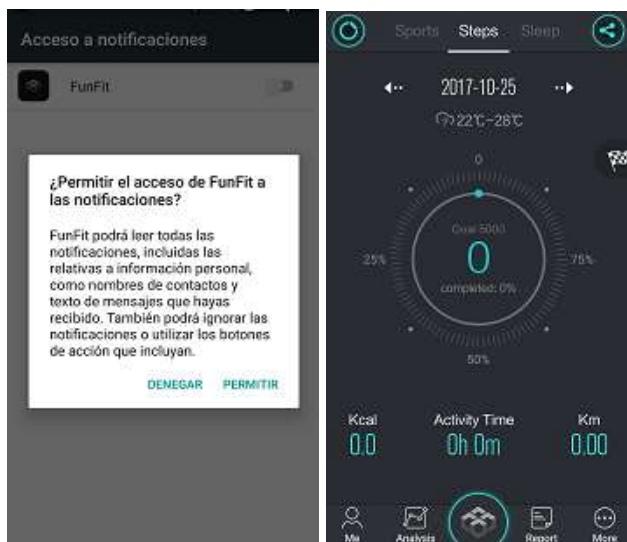 Acceso a notificaciones
FunFit
¿Permitir el acceso de FunFit a
las notificaciones?
FunFit podrá leer todas las
notificaciones, incluidas las
relativas a información personal,
como nombres de contactos y
texto de mensajes que hayas
recibido. También podrá ignorar las
notificaciones o utilizar los botones
de acción que incluyan.
DENEGAR PERMITIR
Sports Steps Sleep
2017-10-25
22℃~28℃
0
Goal 5000
25% 0 75%
completed: 0%
50%
Kcal Activity Time Km
0.0 0h 0m 0.00
Me Analysis Report More